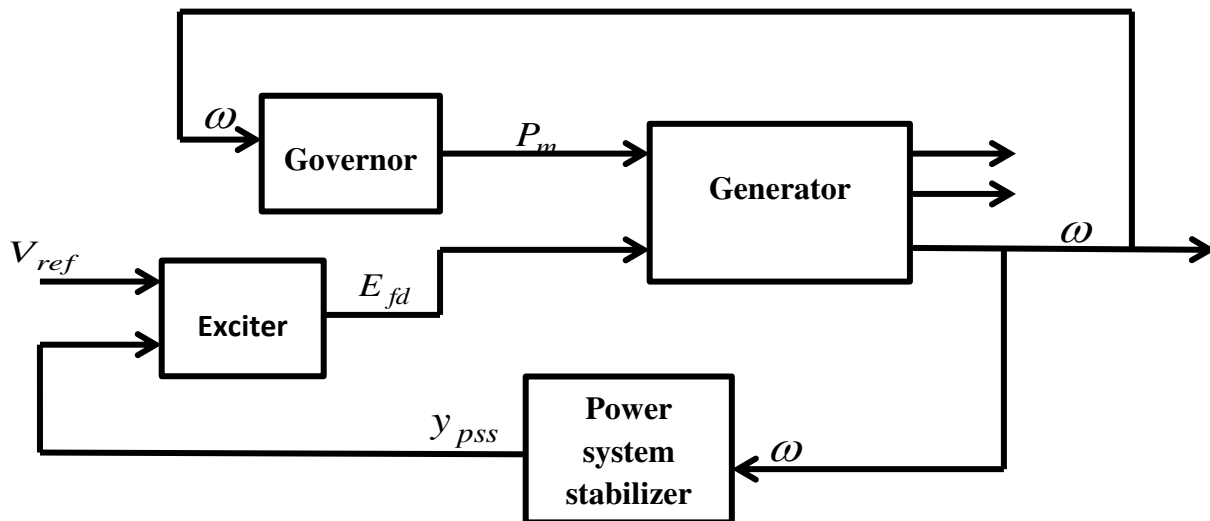 ω
Governor
P_m
Generator
ω
V_ref
E_fd
Exciter
Power
system
stabilizer
y_pss
ω